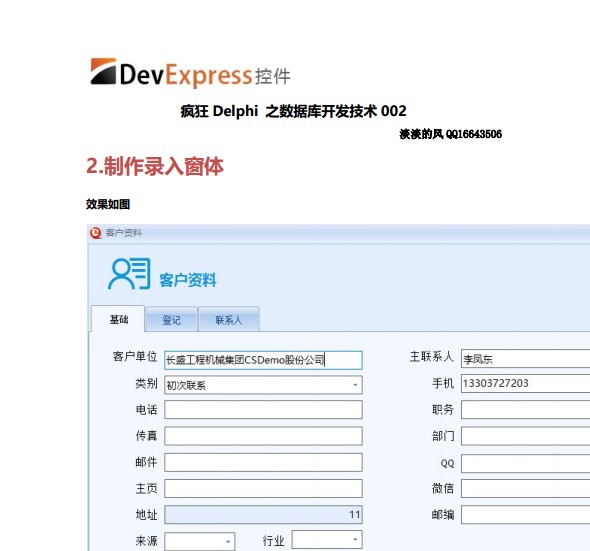 DevExpress控件
疯狂 Delphi 之数据库开发技术 002
淡淡的风 QQ16643506
2.制作录入窗体
效果如图
客户资料
客户资料
基础 登记 联系人
客户单位 长盛工程机械集团CSDemo股份公司 主联系人 李凤东
类别 初次联系 手机 13303727203
电话 职务
传真 部门
邮件 QQ
主页 微信
地址 11 邮编
来源 行业